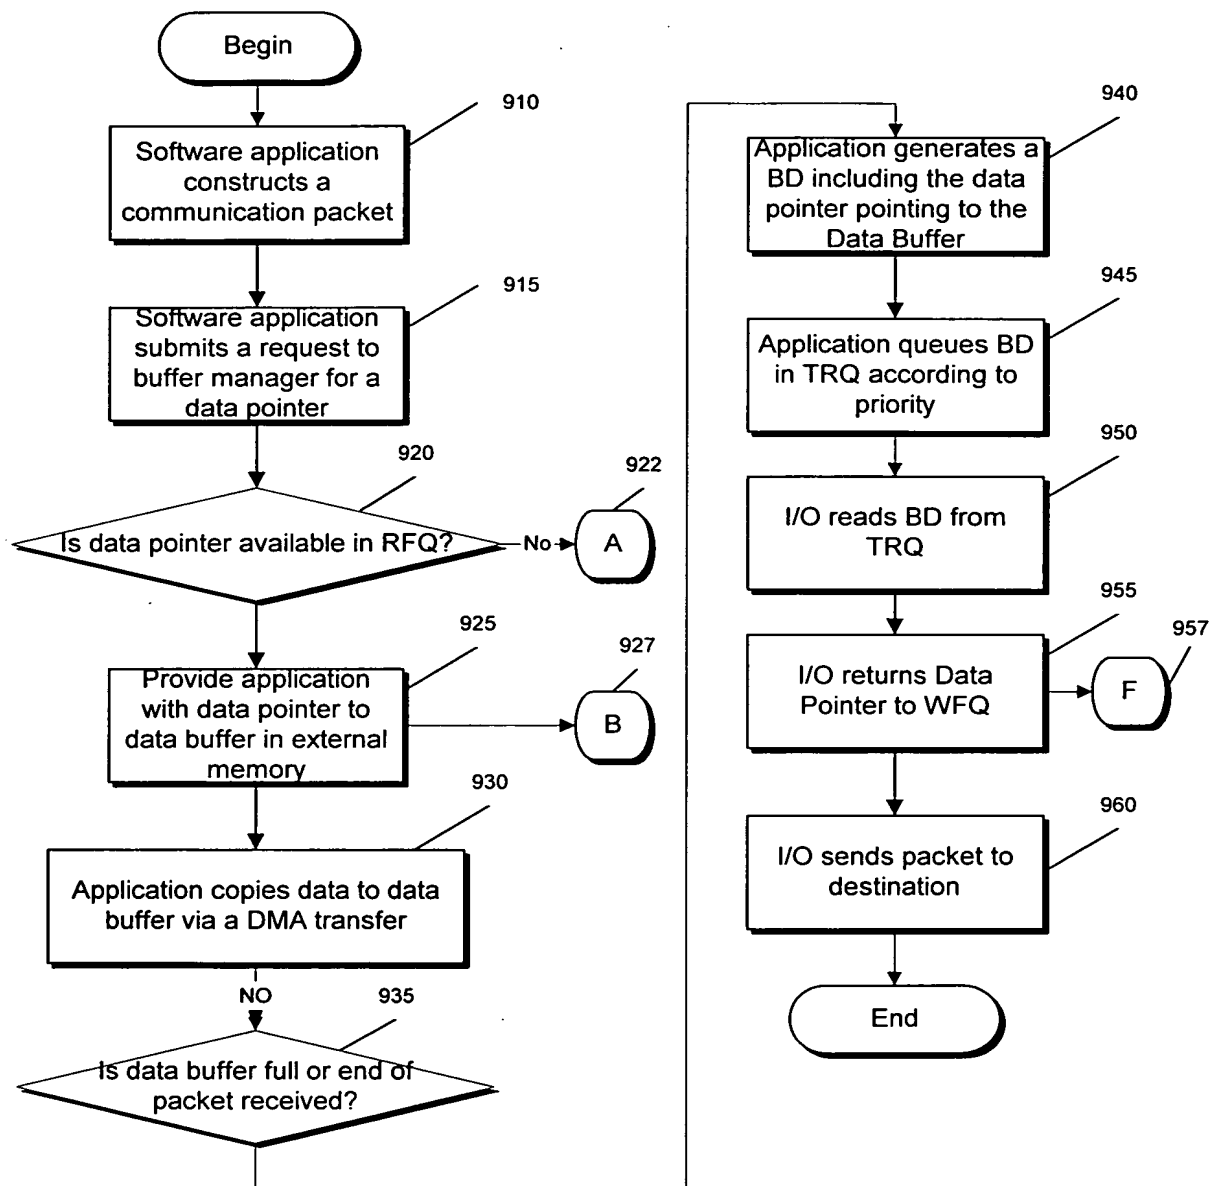 Begin
910
Software application
constructs a
communication packet
915
Software application
submits a request to
buffer manager for a
data pointer
920
Is data pointer available in RFQ?
No
922
A
925
Provide application
with data pointer to
data buffer in external
memory
927
B
930
Application copies data to data
buffer via a DMA transfer
NO
935
Is data buffer full or end of
packet received?
940
Application generates a
BD including the data
pointer pointing to the
Data Buffer
945
Application queues BD
in TRQ according to
priority
950
I/O reads BD from
TRQ
955
I/O returns Data
Pointer to WFQ
957
F
960
I/O sends packet to
destination
End